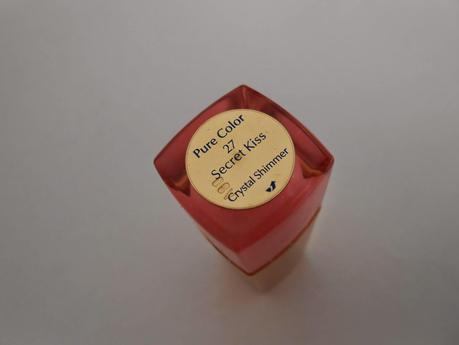 Pure Color
27
Secret Kiss
Crystal Shimmer